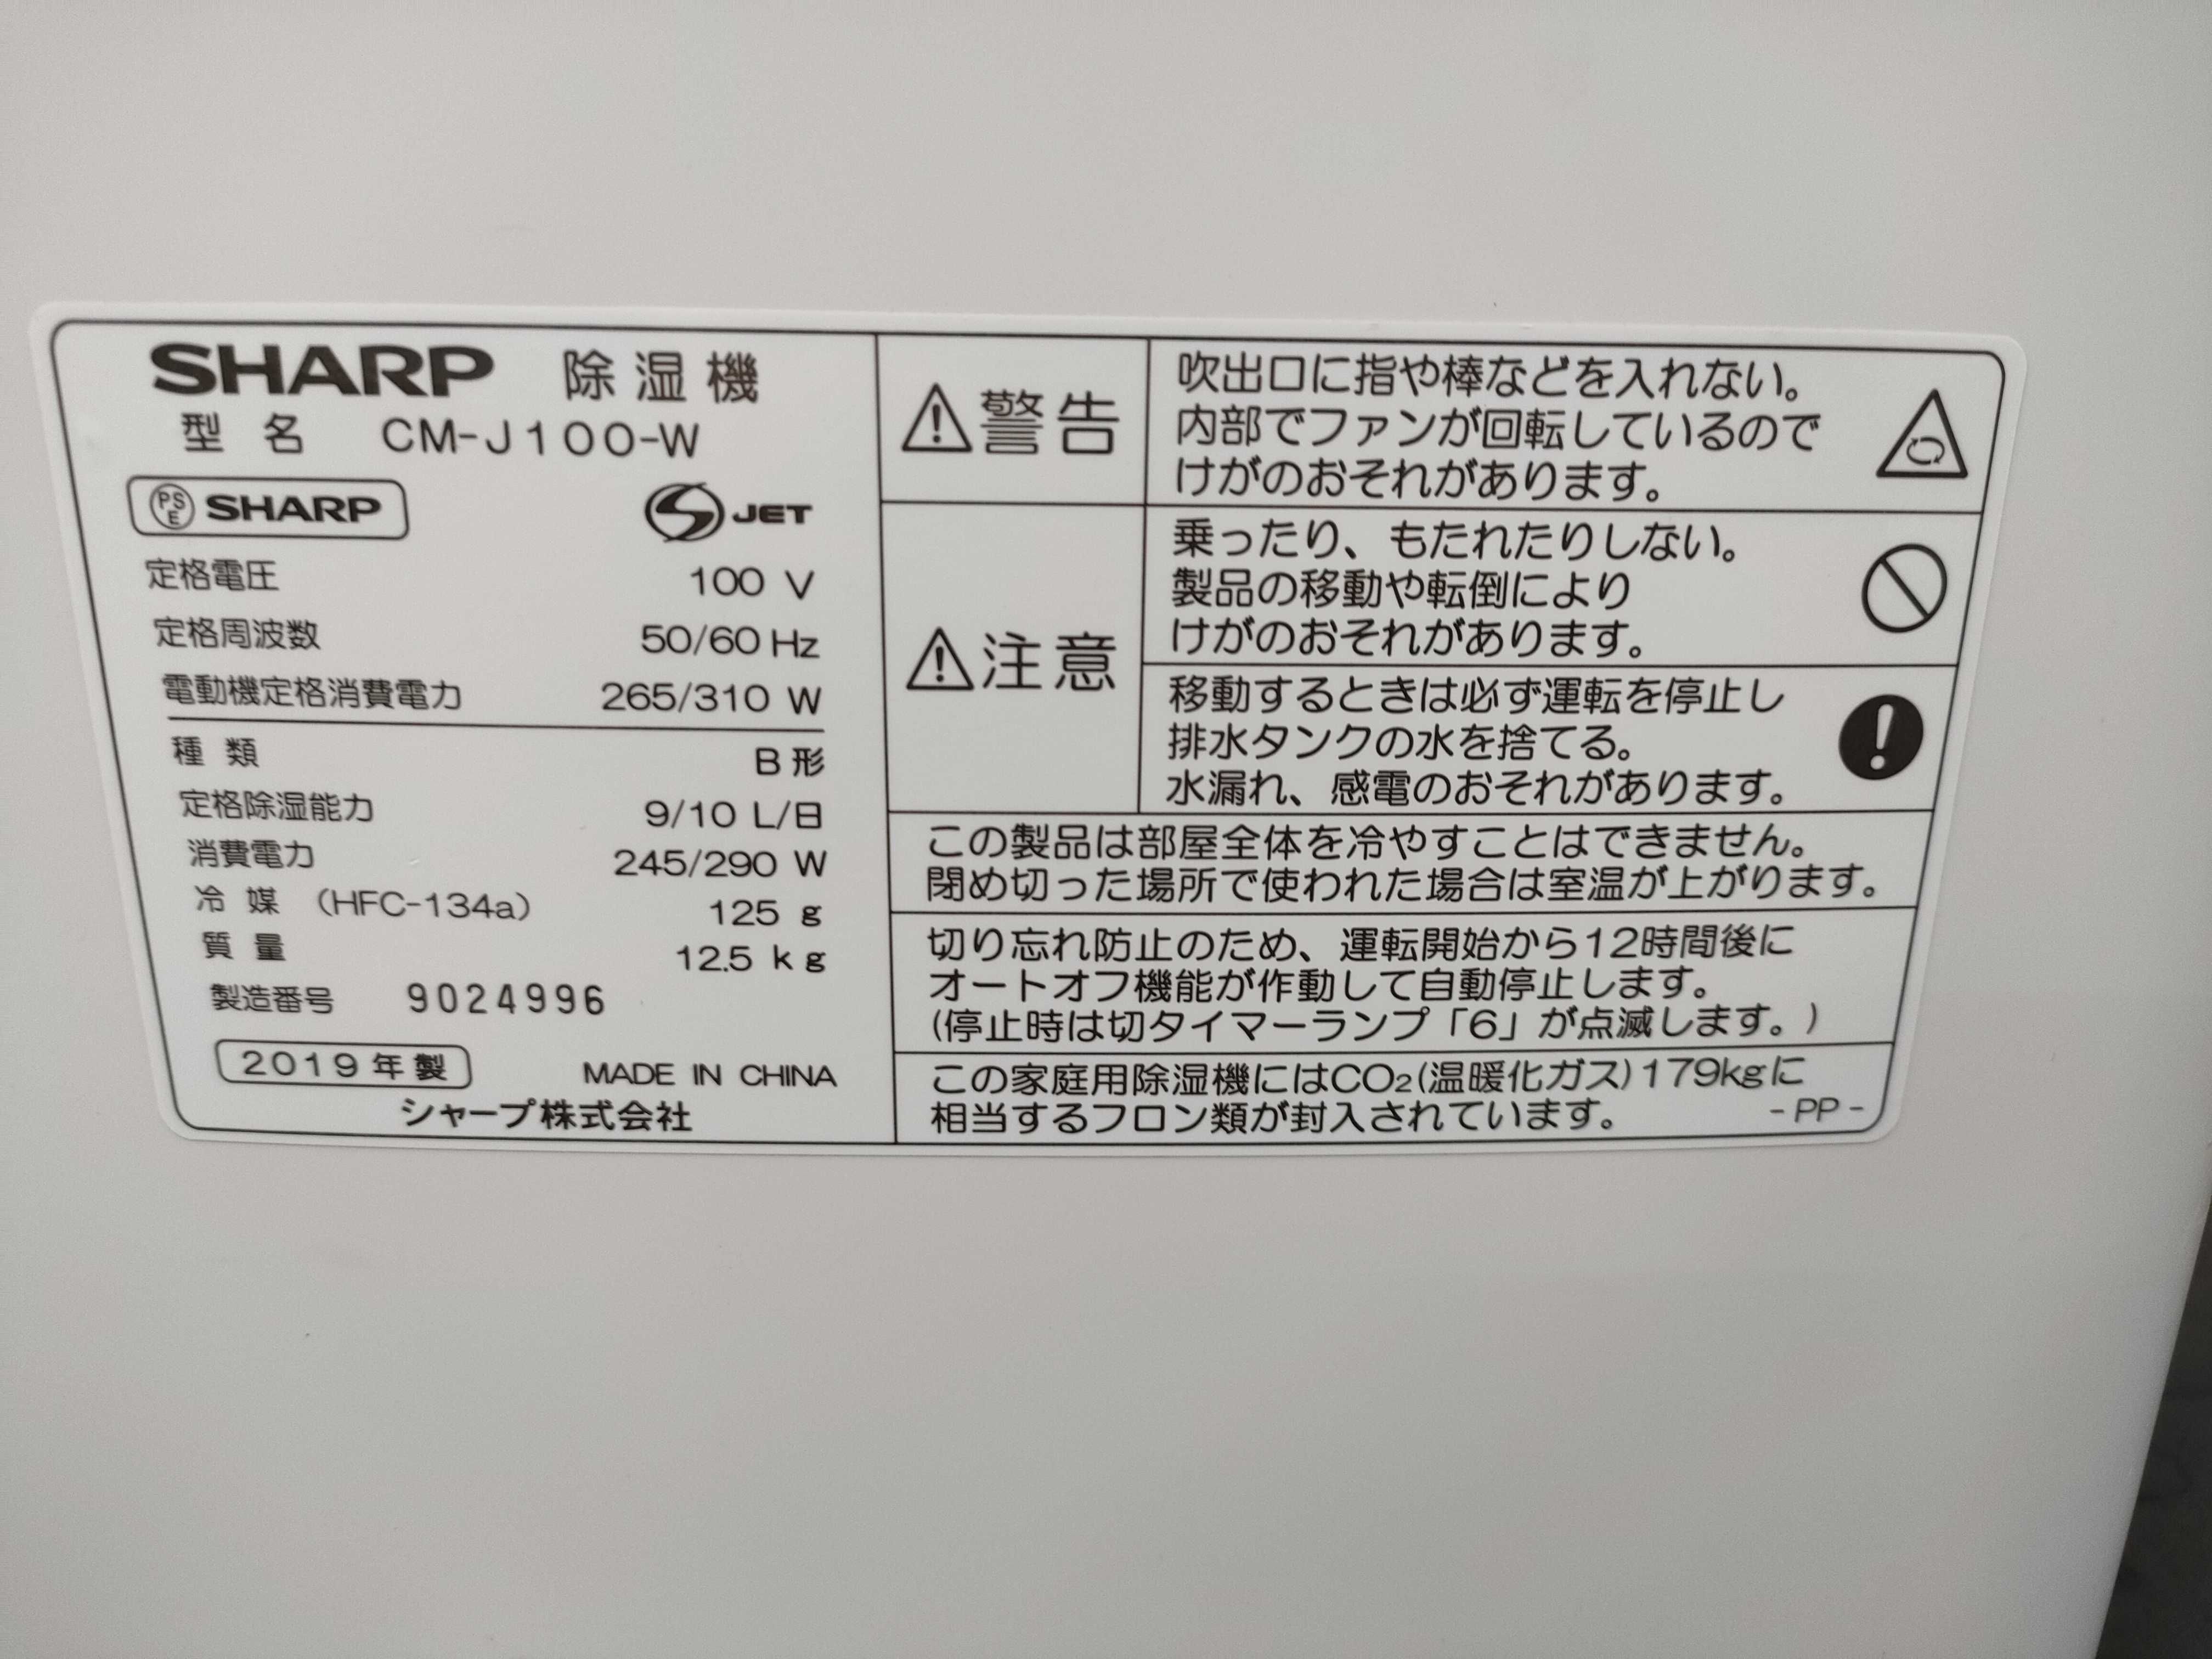 SHARP 除湿機
型名 CM-J100-W
PSE SHARP
S JET
定格電圧 100 V
定格周波数 50/60 Hz
電動機定格消費電力 265/310 W
種類 B形
定格除湿能力 9/10 L/日
消費電力 245/290 W
冷媒 (HFC-134a) 125 g
質量 12.5 kg
製造番号 9024996
2019年製 MADE IN CHINA
シャープ株式会社
警告
吹出口に指や棒などを入れない。
内部でファンが回転しているので
けがのおそれがあります。
注意
乗ったり、もたれたりしない。
製品の移動や転倒により
けがのおそれがあります。
移動するときは必ず運転を停止し
排水タンクの水を捨てる。
水漏れ、感電のおそれがあります。
この製品は部屋全体を冷やすことはできません。
閉め切った場所で使われた場合は室温が上がります。
切り忘れ防止のため、運転開始から12時間後に
オートオフ機能が作動して自動停止します。
(停止時は切タイマーランプ「6」が点滅します。)
この家庭用除湿機にはCO₂(温暖化ガス)179kgに
相当するフロン類が封入されています。 -PP-